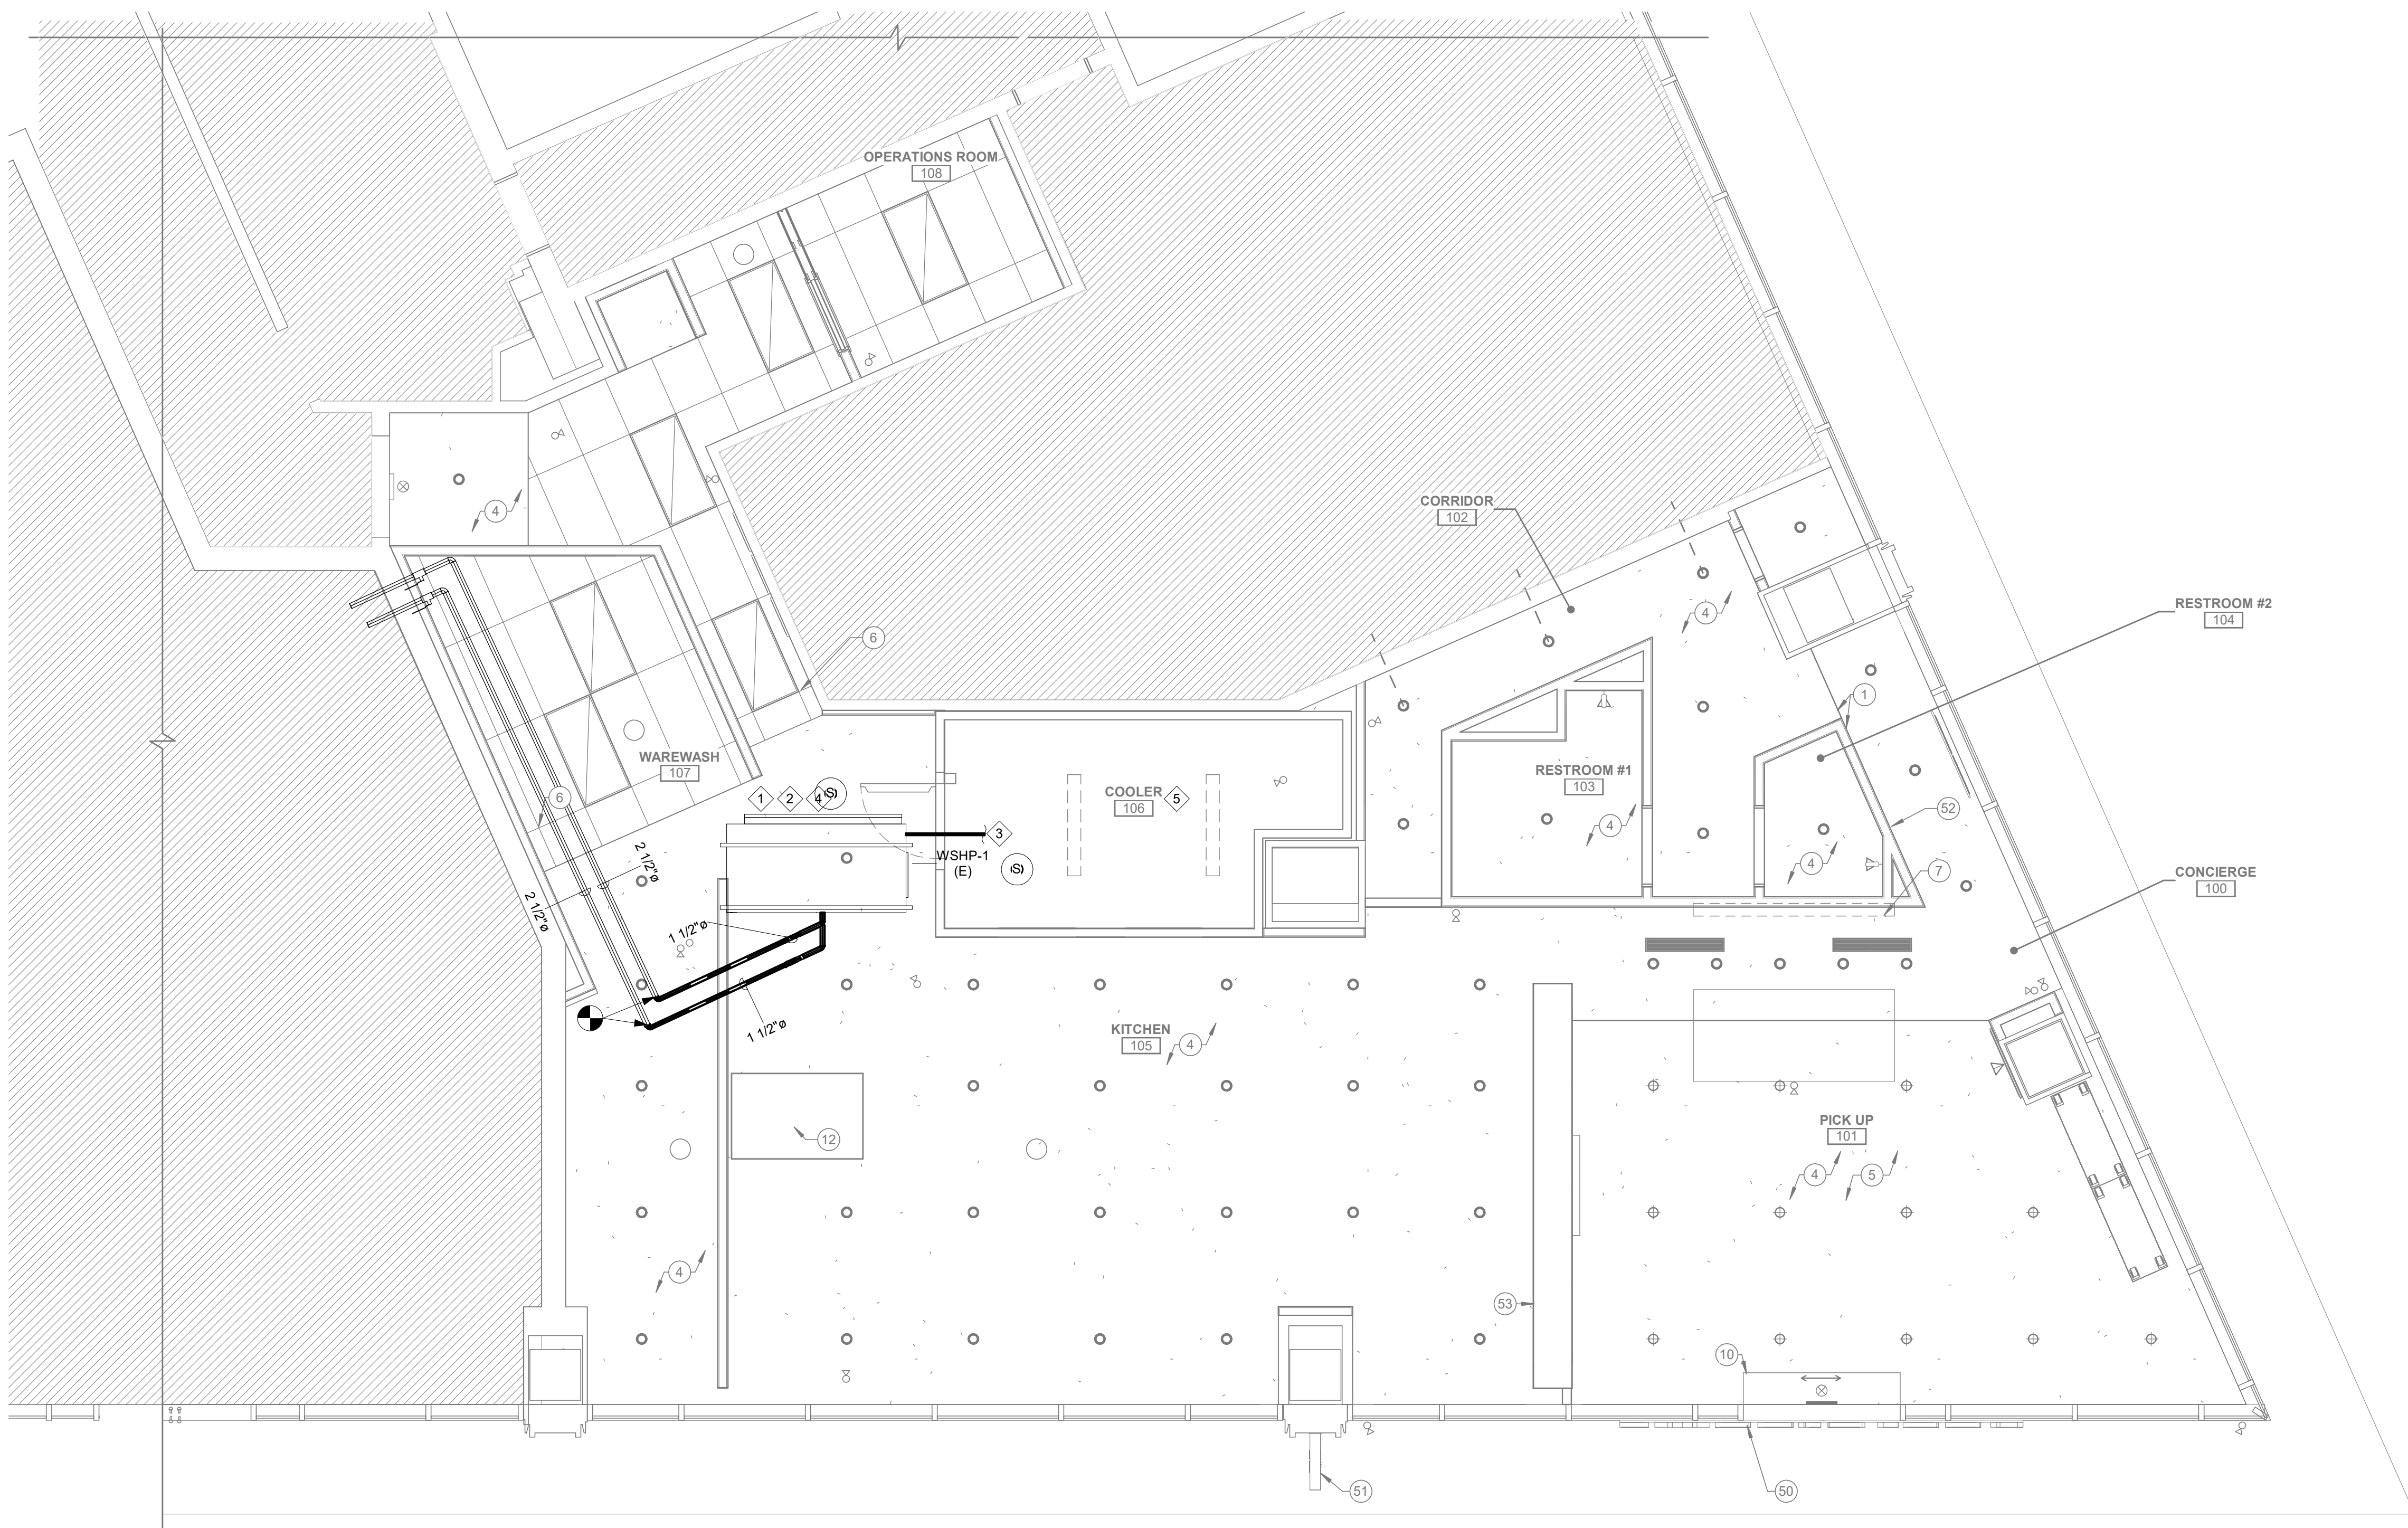 OPERATIONS ROOM
108
4
CORRIDOR
102
4
RESTROOM #2
104
6
1
WAREWASH
107
6
1
2
4
(S)
COOLER
106
5
3
WSHP-1
(E)
(S)
RESTROOM #1
103
4
52
4
7
CONCIERGE
100
2 1/2"ø
2 1/2"ø
1 1/2"ø
1 1/2"ø
KITCHEN
105
4
12
PICK UP
101
4
5
4
53
10
51
50